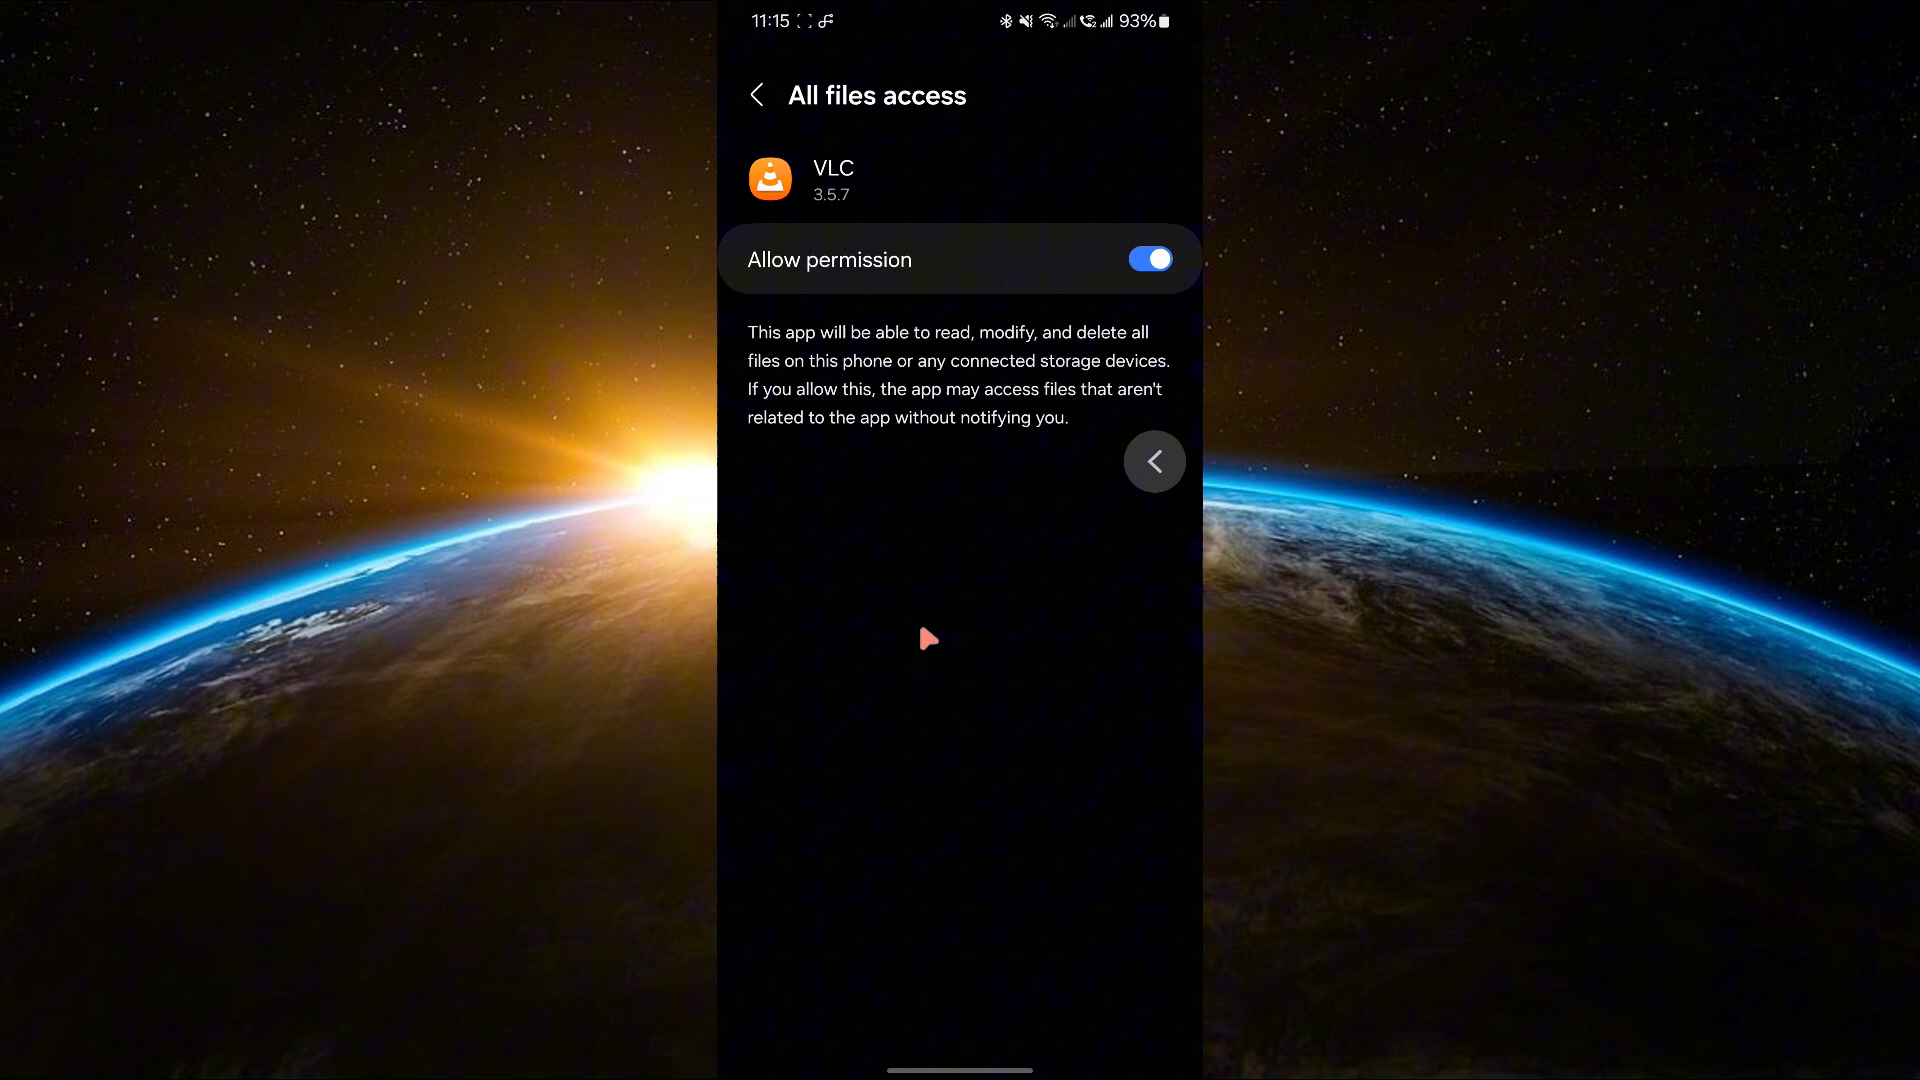 11:15
93%
All files access
VLC
3.5.7
Allow permission
This app will be able to read, modify, and delete all
files on this phone or any connected storage devices.
If you allow this, the app may access files that aren't
related to the app without notifying you.